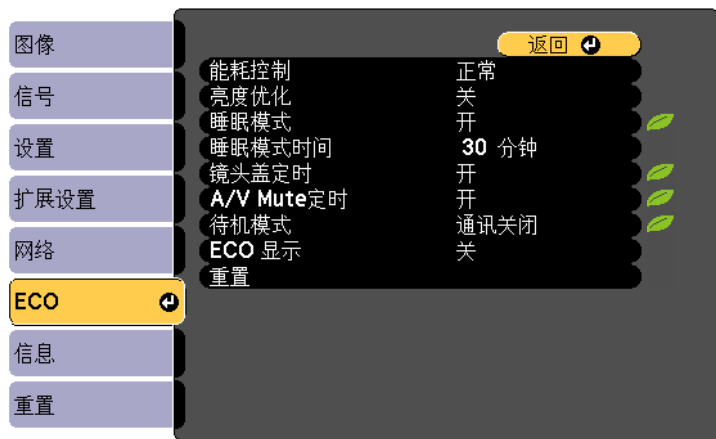 图像
信号
设置
扩展设置
网络
ECO
信息
重置
返回
能耗控制 正常
亮度优化 关
睡眠模式 开
睡眠模式时间 30 分钟
镜头盖定时 开
A/V Mute定时 开
待机模式 通讯关闭
ECO 显示 关
重置